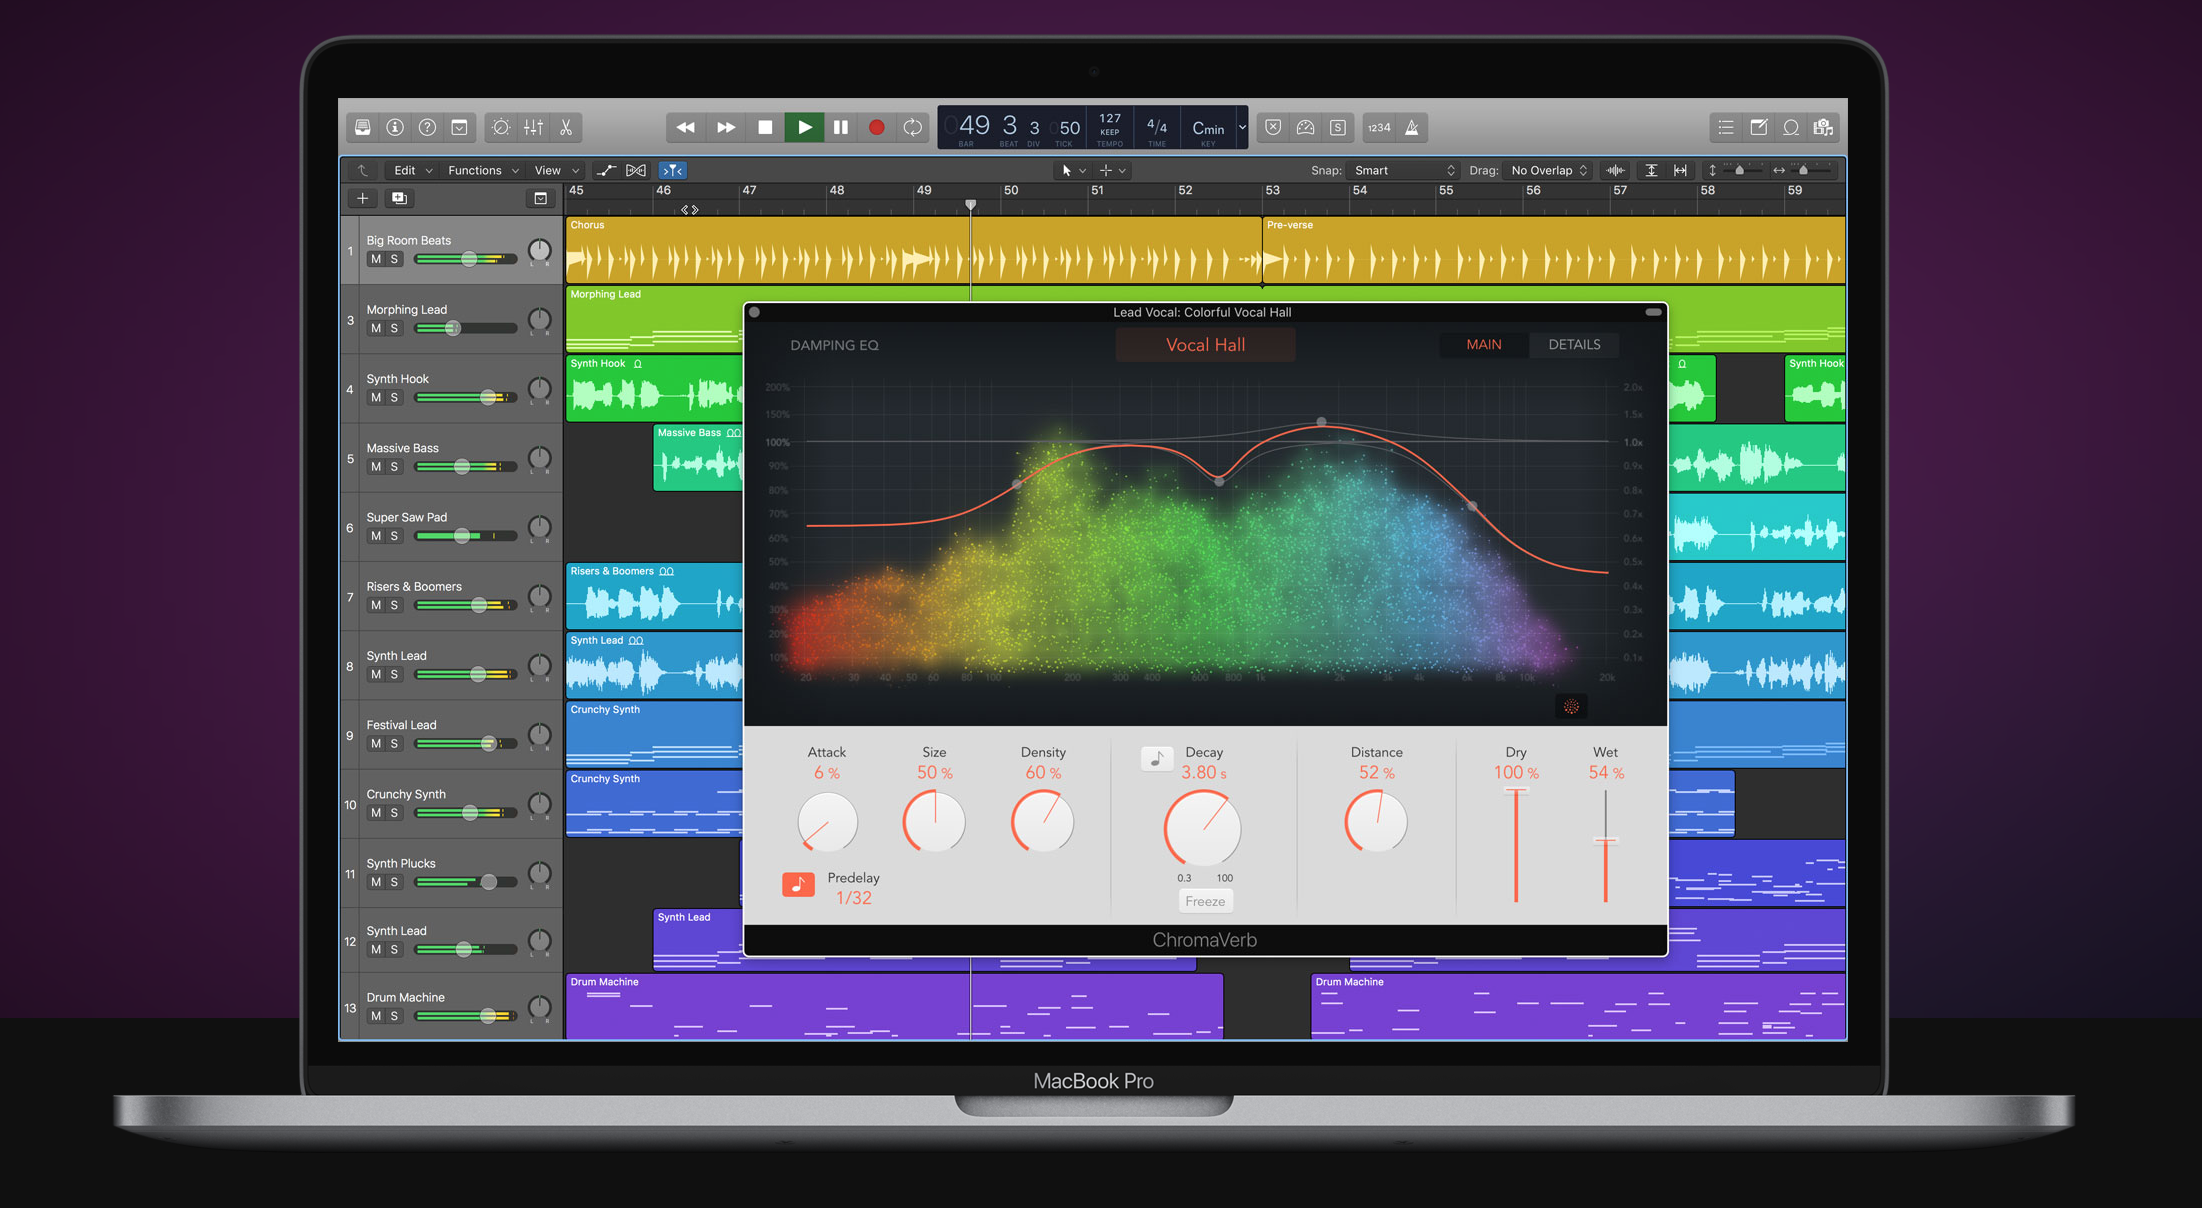 49 3 3 50 127 KEEP 4/4 Cmin
BAR BEAT DIV TICK TEMPO TIME KEY
S 1234
Edit Functions View Snap: Smart Drag: No Overlap
45 46 47 48 49 50 51 52 53 54 55 56 57 58 59
1 Big Room Beats
M S
L R
Chorus
Pre-verse
3 Morphing Lead
M S
L R
Morphing Lead
4 Synth Hook
M S
L R
Synth Hook
Synth Hook
5 Massive Bass
M S
L R
Massive Bass
6 Super Saw Pad
M S
L R
7 Risers & Boomers
M S
L R
Risers & Boomers
8 Synth Lead
M S
L R
Synth Lead
9 Festival Lead
M S
L R
Crunchy Synth
10 Crunchy Synth
M S
L R
Crunchy Synth
11 Synth Plucks
M S
L R
12 Synth Lead
M S
L R
Synth Lead
13 Drum Machine
M S
L R
Drum Machine
Drum Machine
Lead Vocal: Colorful Vocal Hall
DAMPING EQ Vocal Hall MAIN DETAILS
200% 2.0x
150% 1.5x
100% 1.0x
90% 0.9x
80% 0.8x
70% 0.7x
60% 0.6x
50% 0.5x
40% 0.4x
30% 0.3x
20% 0.2x
10% 0.1x
20 30 40 50 60 80 100 200 300 400 600 800 1k 2k 3k 4k 6k 8k 10k 20k
Attack Size Density Decay Distance Dry Wet
6 % 50 % 60 % 3.80 s 52 % 100 % 54 %
Predelay
1/32
0.3 100
Freeze
ChromaVerb
MacBook Pro